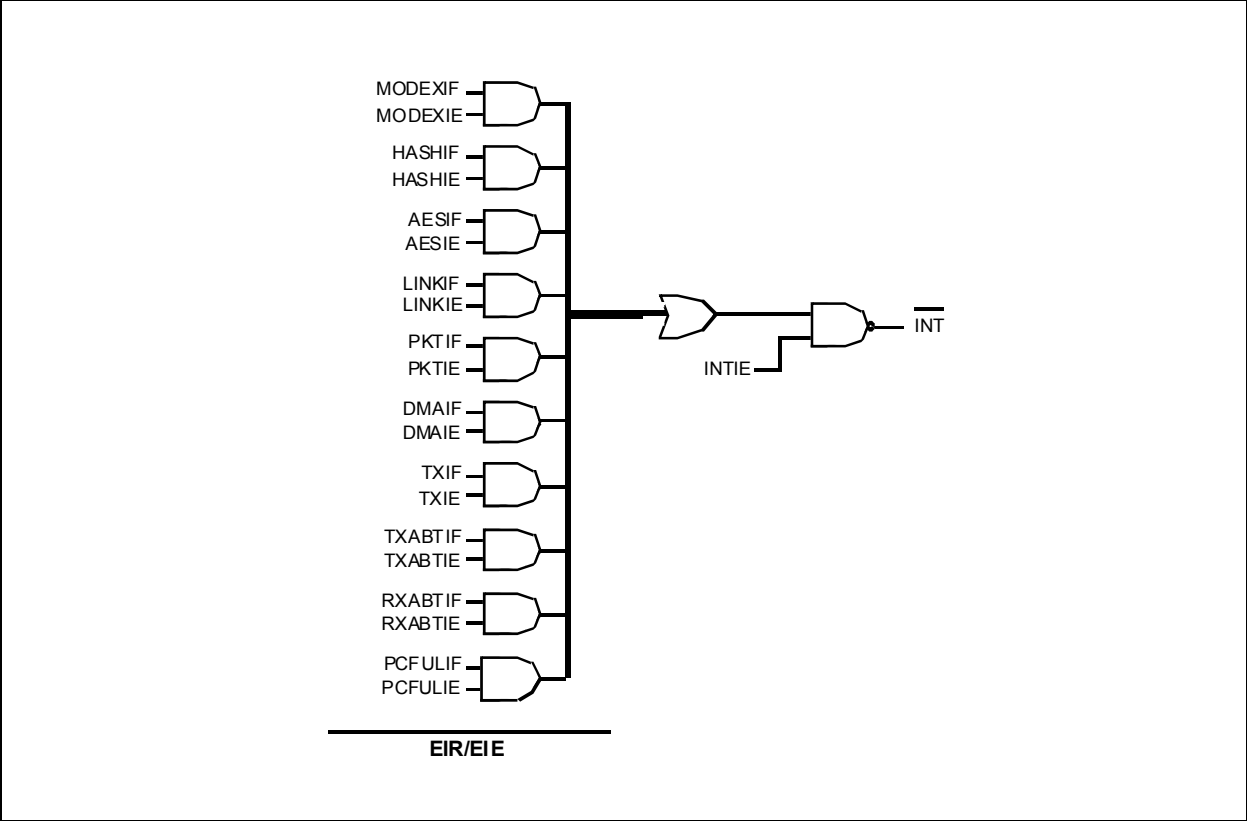 MODEXIF
MODEXIE
HASHIF
HASHIE
AESIF
AESIE
LINKIF
LINKIE
PKTIF
PKTIE
DMAIF
DMAIE
TXIF
TXIE
TXABTIF
TXABTIE
RXABTIF
RXABTIE
PCFULIF
PCFULIE
EIR/EIE
INTIE
INT